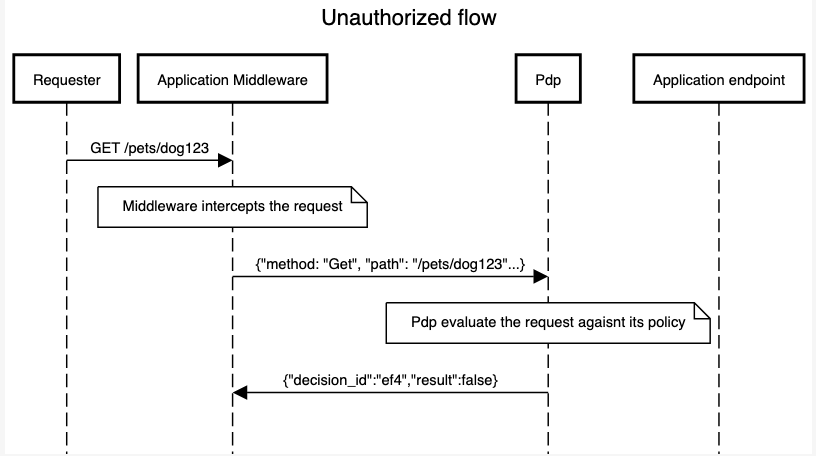 Unauthorized flow
Requester
Application Middleware
Pdp
Application endpoint
GET /pets/dog123
Middleware intercepts the request
{"method: "Get", "path": "/pets/dog123"...}
Pdp evaluate the request agaisnt its policy
{"decision_id":"ef4","result":false}